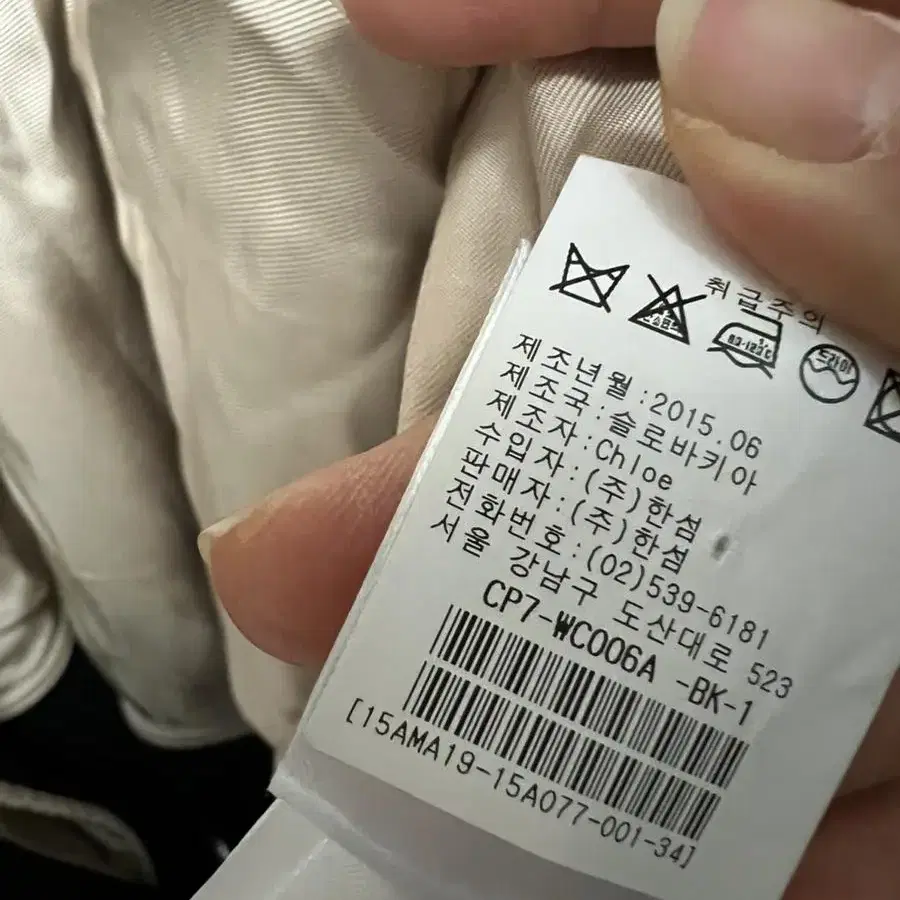 취급주의
드라이
제조년월:2015.06
제조국:슬로바키아
제조자:Chloe
수입자:(주)한섬
판매자:(주)한섬
전화번호:(02)539-6181
서울 강남구 도산대로 523
CP7-WC006A -BK-1
[15AMA19-15A077-001-34]